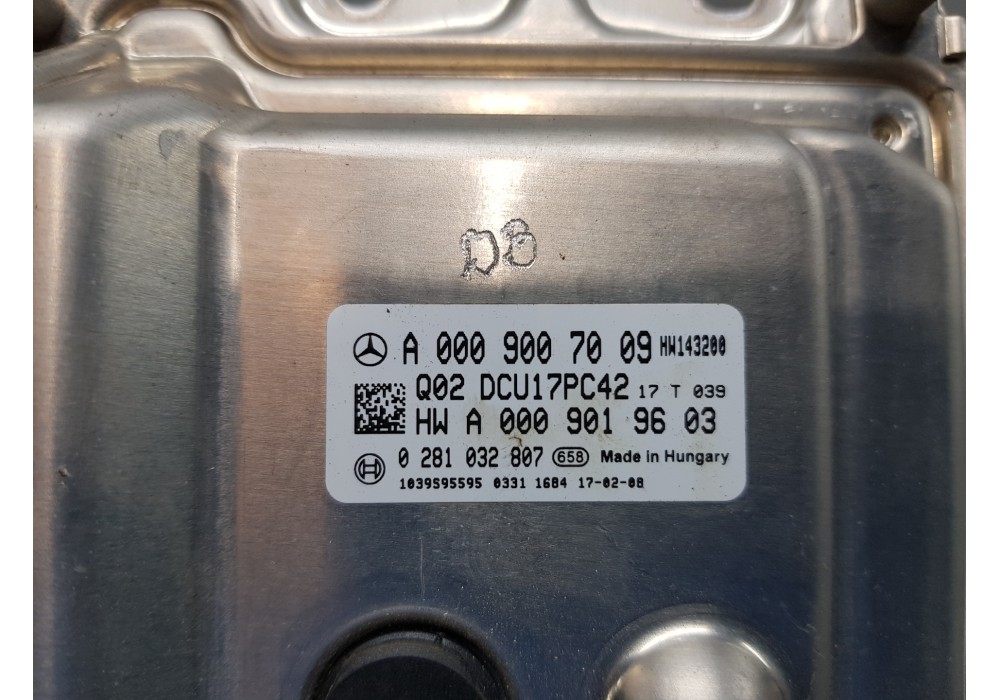 DB
A 000 900 70 09 HW143200
Q02 DCU17PC42 17 T 039
HW A 000 901 96 03
0 281 032 807 658 Made in Hungary
1039S95595 0331 1684 17-02-08